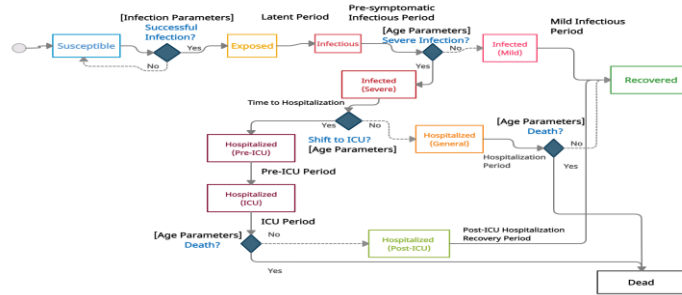 [Infection Parameters]
Successful
Infection?
Latent Period
Pre-symptomatic
Infectious Period
Mild Infectious
Period
Susceptible
Yes
No
Exposed
Infectious
[Age Parameters]
Severe Infection?
No
Yes
Infected
(Mild)
Recovered
Infected
(Severe)
Time to Hospitalization
Yes
No
Shift to ICU?
[Age Parameters]
Hospitalized
(Pre-ICU)
Hospitalized
(General)
Hospitalization
Period
[Age Parameters]
Death?
No
Yes
Pre-ICU Period
Hospitalized
(ICU)
ICU Period
[Age Parameters]
Death?
No
Yes
Hospitalized
(Post-ICU)
Post-ICU Hospitalization
Recovery Period
Dead